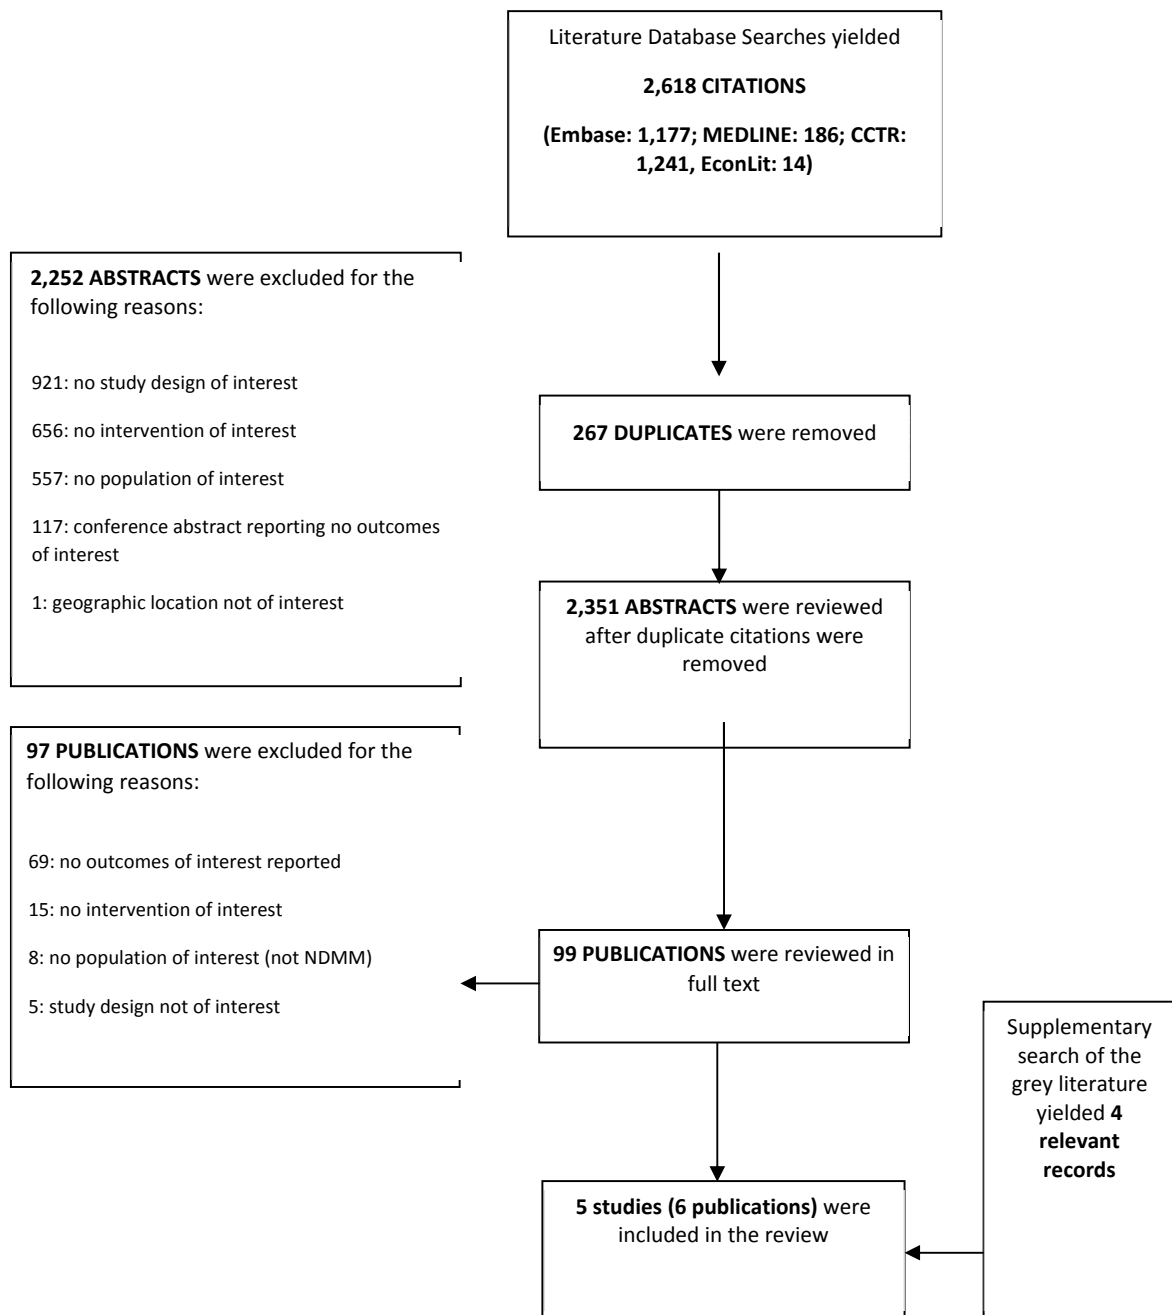 Literature Database Searches yielded
2,618 CITATIONS
(Embase: 1,177; MEDLINE: 186; CCTR:
1,241, EconLit: 14)
2,252 ABSTRACTS were excluded for the
following reasons:
921: no study design of interest
656: no intervention of interest
557: no population of interest
117: conference abstract reporting no outcomes
of interest
1: geographic location not of interest
267 DUPLICATES were removed
2,351 ABSTRACTS were reviewed
after duplicate citations were
removed
97 PUBLICATIONS were excluded for the
following reasons:
69: no outcomes of interest reported
15: no intervention of interest
8: no population of interest (not NDMM)
5: study design not of interest
99 PUBLICATIONS were reviewed in
full text
Supplementary
search of the
grey literature
yielded 4
relevant
records
5 studies (6 publications) were
included in the review